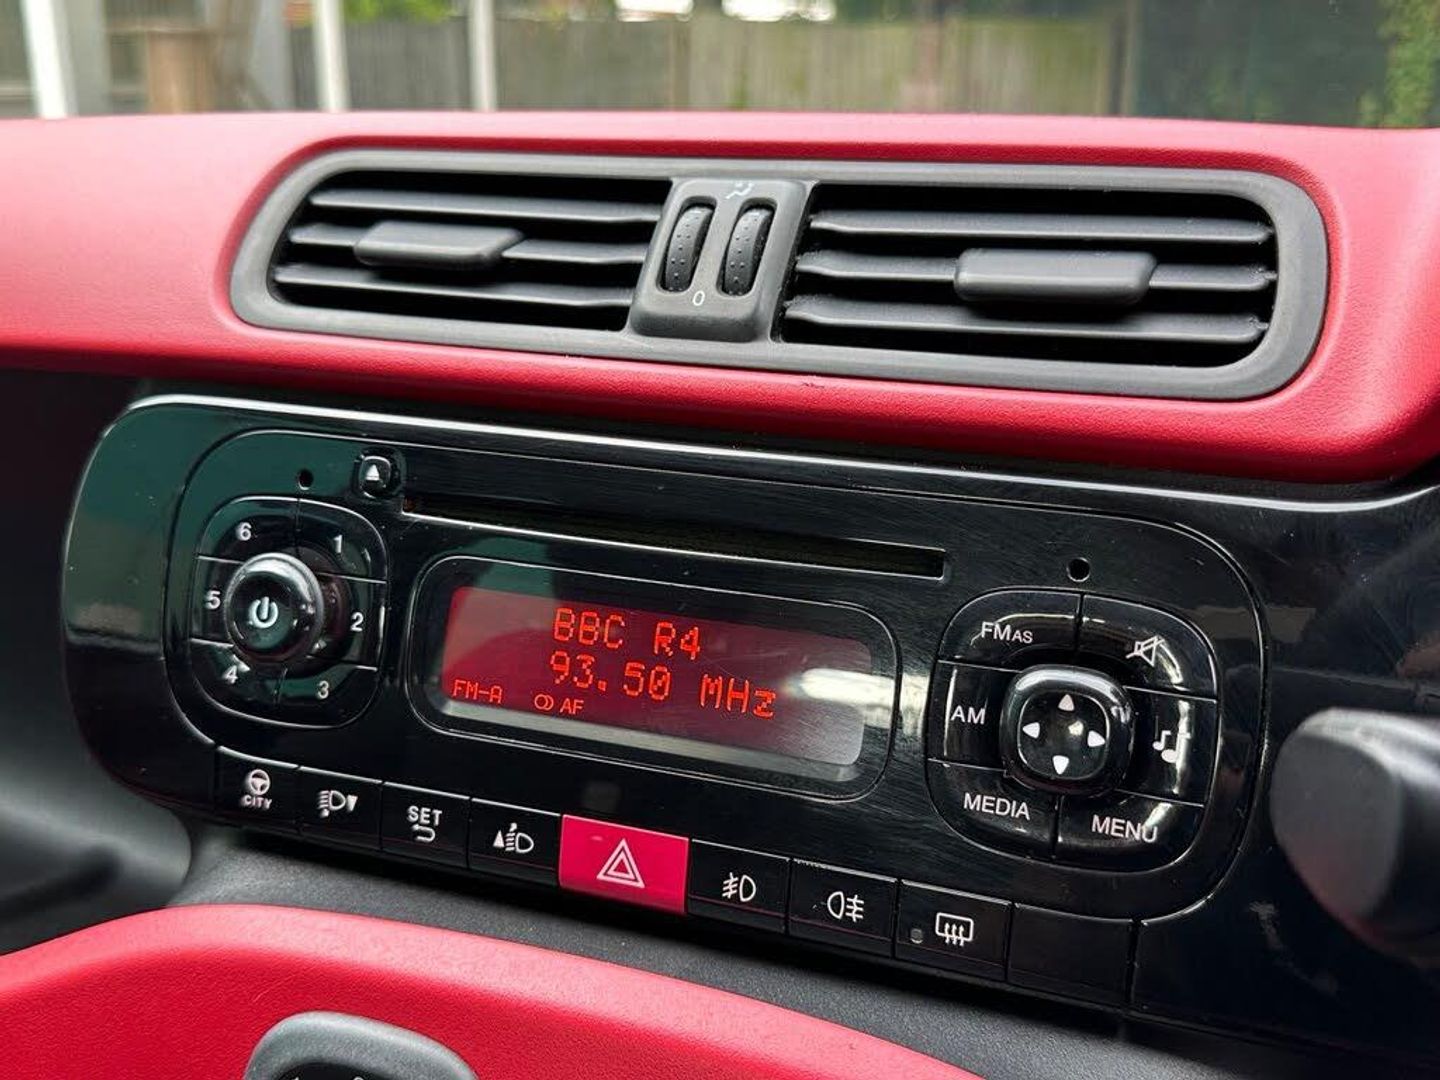 0
6
1
5
2
4
3
BBC R4
93.50 MHz
FM-A AF
FMAS
AM
MEDIA
MENU
CITY
SET